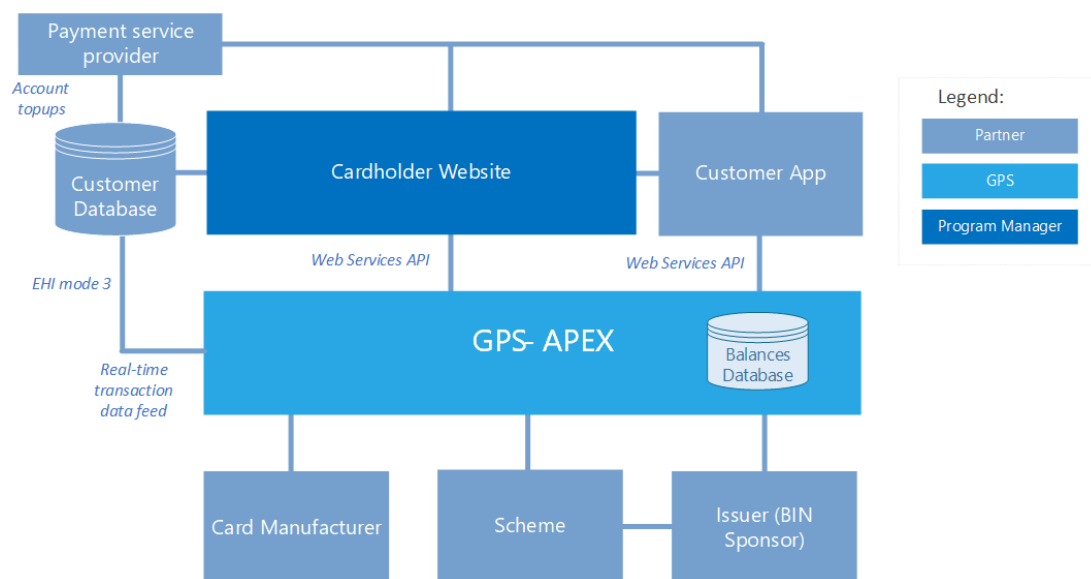 Payment service
provider
Account
topups
Customer
Database
Cardholder Website
Customer App
Legend:
Partner
GPS
Program Manager
EHI mode 3
Web Services API
Web Services API
Real-time
transaction
data feed
GPS- APEX
Balances
Database
Card Manufacturer
Scheme
Issuer (BIN
Sponsor)